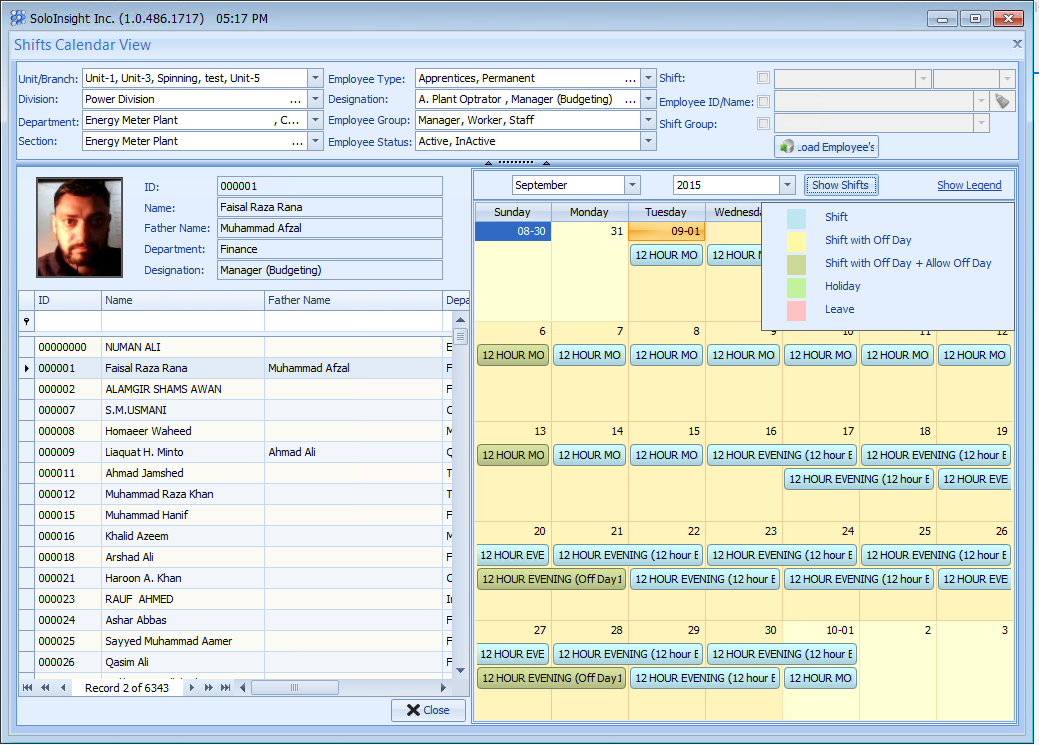 SoloInsight Inc. (1.0.486.1717) 05:17 PM
Shifts Calendar View
Unit/Branch: Unit-1, Unit-3, Spinning, test, Unit-5 Employee Type: Apprentices, Permanent ... Shift:
Division: Power Division ... Designation: A. Plant Optrator , Manager (Budgeting) ... Employee ID/Name:
Department: Energy Meter Plant , C... Employee Group: Manager, Worker, Staff Shift Group:
Section: Energy Meter Plant ... Employee Status: Active, InActive Load Employee's
ID: 000001
Name: Faisal Raza Rana
Father Name: Muhammad Afzal
Department: Finance
Designation: Manager (Budgeting)
ID Name Father Name Depa
00000000 NUMAN ALI E
000001 Faisal Raza Rana Muhammad Afzal F
000002 ALAMGIR SHAMS AWAN F
000007 S.M.USMANI C
000008 Homaeer Waheed M
000009 Liaquat H. Minto Ahmad Ali Q
000011 Ahmad Jamshed T
000012 Muhammad Raza Khan T
000015 Muhammad Hanif F
000016 Khalid Azeem M
000018 Arshad Ali F
000021 Haroon A. Khan C
000023 RAUF AHMED I
000024 Ashar Abbas F
000025 Sayyed Muhammad Aamer F
000026 Qasim Ali F
Record 2 of 6343
Close
September 2015 Show Shifts Show Legend
Sunday Monday Tuesday Wednesda
Shift
Shift with Off Day
Shift with Off Day + Allow Off Day
Holiday
Leave
08-30 31 09-01
12 HOUR MO 12 HOUR M
6 7 8 9 10 11 12
12 HOUR MO 12 HOUR MO 12 HOUR MO 12 HOUR MO 12 HOUR MO 12 HOUR MO 12 HOUR MO
13 14 15 16 17 18 19
12 HOUR MO 12 HOUR MO 12 HOUR MO 12 HOUR EVENING (12 hour E 12 HOUR EVENING (12 hour E
12 HOUR EVENING (12 hour E 12 HOUR EVE
20 21 22 23 24 25 26
12 HOUR EVE 12 HOUR EVENING (12 hour E 12 HOUR EVENING (12 hour E 12 HOUR EVENING (12 hour E
12 HOUR EVENING (Off Day1 12 HOUR EVENING (12 hour E 12 HOUR EVENING (12 hour E 12 HOUR EVE
27 28 29 30 10-01 2 3
12 HOUR EVE 12 HOUR EVENING (12 hour E 12 HOUR EVENING (12 hour E
12 HOUR EVENING (Off Day1 12 HOUR EVENING (12 hour E 12 HOUR MO